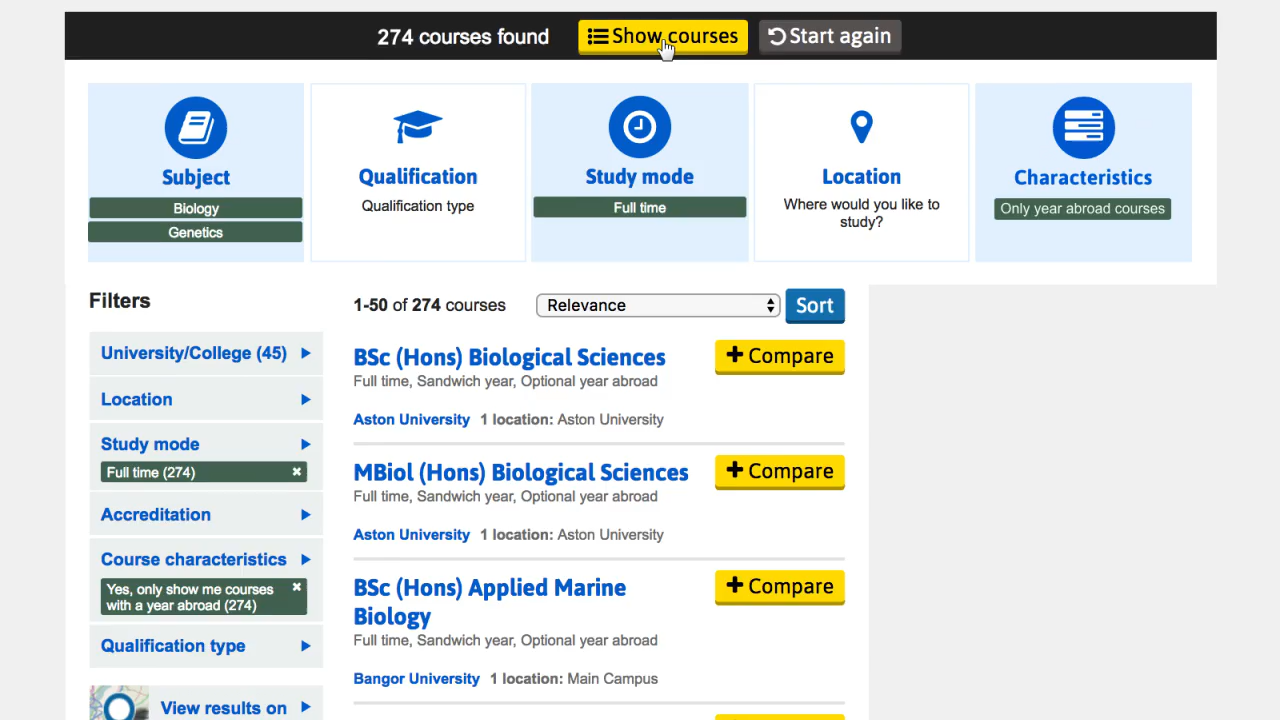 274 courses found
Show courses
Start again
Subject
Biology
Genetics
Qualification
Qualification type
Study mode
Full time
Location
Where would you like to
study?
Characteristics
Only year abroad courses
Filters
University/College (45)
Location
Study mode
Full time (274)
Accreditation
Course characteristics
Yes, only show me courses
with a year abroad (274)
Qualification type
View results on
1-50 of 274 courses
Relevance
Sort
BSc (Hons) Biological Sciences
Compare
Full time, Sandwich year, Optional year abroad
Aston University 1 location: Aston University
MBiol (Hons) Biological Sciences
Compare
Full time, Sandwich year, Optional year abroad
Aston University 1 location: Aston University
BSc (Hons) Applied Marine
Biology
Compare
Full time, Sandwich year, Optional year abroad
Bangor University 1 location: Main Campus